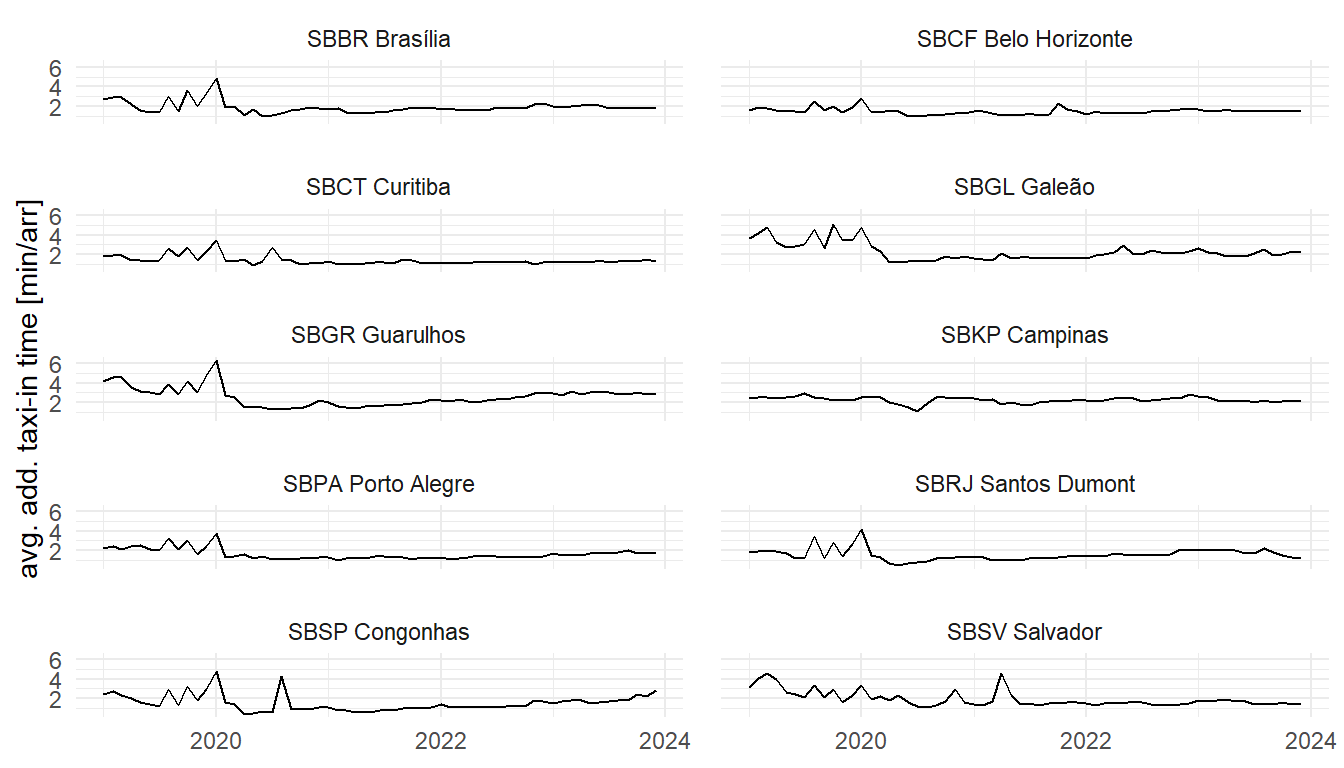 SBBR Brasília
SBCF Belo Horizonte
6
4
2
SBCT Curitiba
SBGL Galeão
6
4
2
SBGR Guarulhos
SBKP Campinas
6
4
2
SBPA Porto Alegre
SBRJ Santos Dumont
6
4
2
SBSP Congonhas
SBSV Salvador
6
4
2
2020
2022
2024
2020
2022
2024
avg. add. taxi-in time [min/arr]